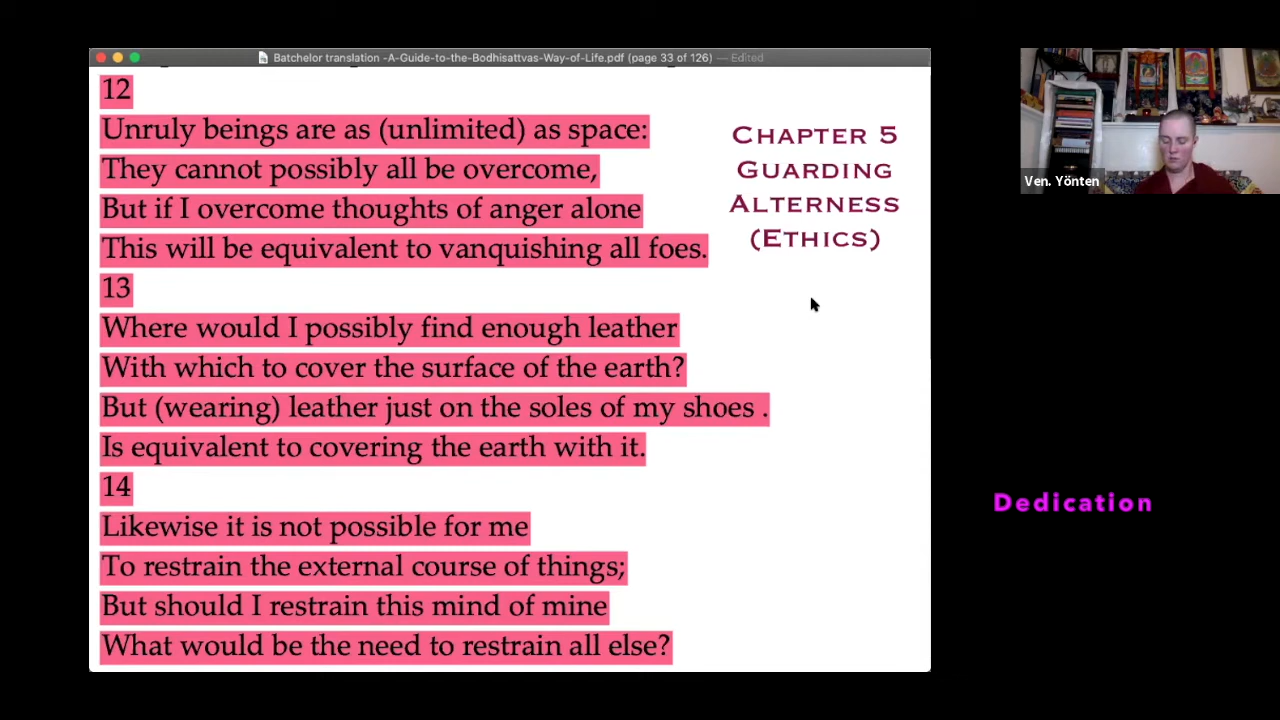 Batchelor translation -A-Guide-to-the-Bodhisattvas-Way-of-Life.pdf (page 33 of 126) — Edited
12
Unruly beings are as (unlimited) as space:
They cannot possibly all be overcome,
But if I overcome thoughts of anger alone
This will be equivalent to vanquishing all foes.
13
Where would I possibly find enough leather
With which to cover the surface of the earth?
But (wearing) leather just on the soles of my shoes .
Is equivalent to covering the earth with it.
14
Likewise it is not possible for me
To restrain the external course of things;
But should I restrain this mind of mine
What would be the need to restrain all else?
Chapter 5
Guarding
Alterness
(Ethics)
Ven. Yönten
Dedication